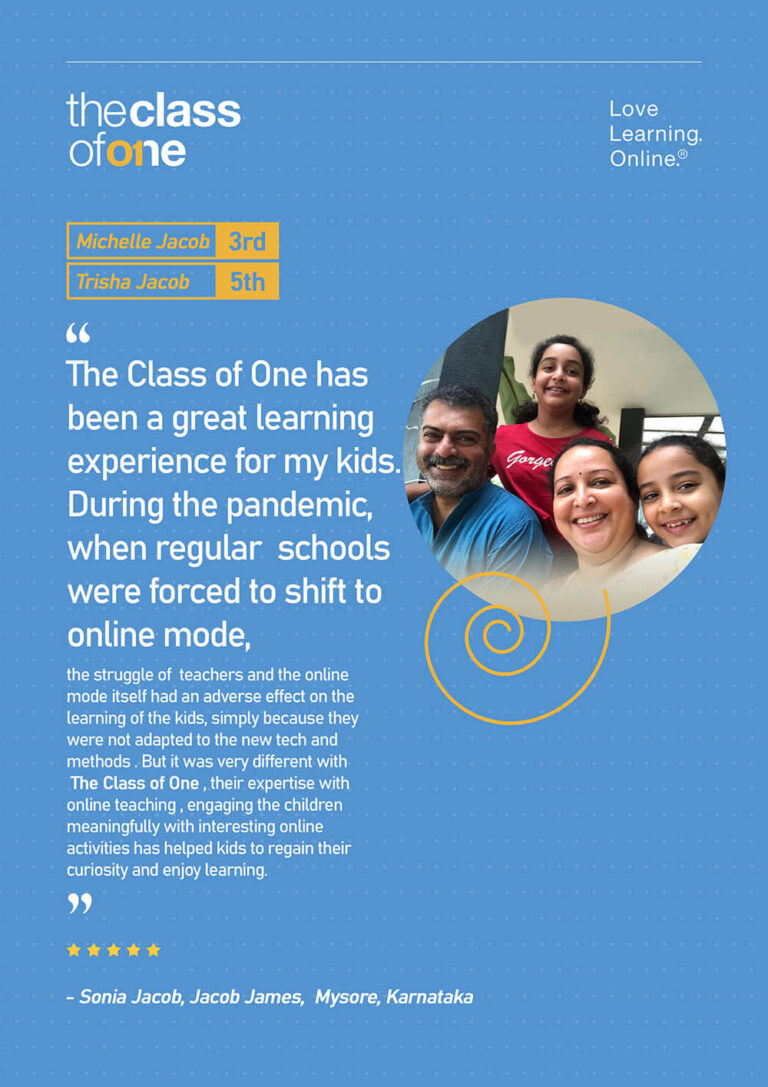 theclass
ofone
Love
Learning.
Online.®
Michelle Jacob 3rd
Trisha Jacob 5th
“
The Class of One has
been a great learning
experience for my kids.
During the pandemic,
when regular schools
were forced to shift to
online mode,
the struggle of teachers and the online
mode itself had an adverse effect on the
learning of the kids, simply because they
were not adapted to the new tech and
methods . But it was very different with
The Class of One , their expertise with
online teaching , engaging the children
meaningfully with interesting online
activities has helped kids to regain their
curiosity and enjoy learning.
”
– Sonia Jacob, Jacob James, Mysore, Karnataka